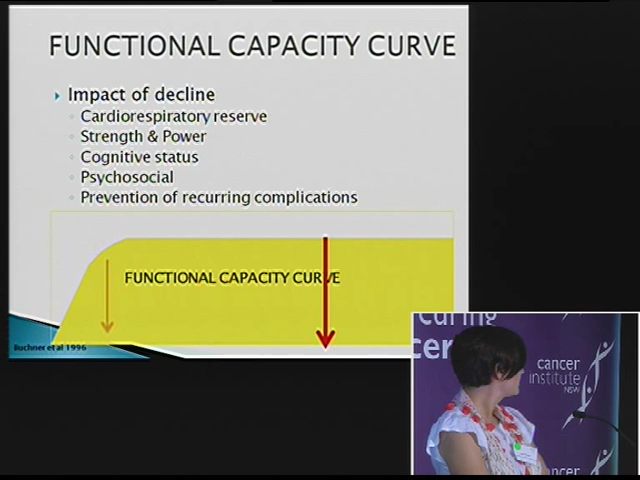 FUNCTIONAL CAPACITY CURVE
Impact of decline
Cardiorespiratory reserve
Strength & Power
Cognitive status
Psychosocial
Prevention of recurring complications
FUNCTIONAL CAPACITY CURVE
Buchner et al 1996
Curing
cancer
institute
NSW